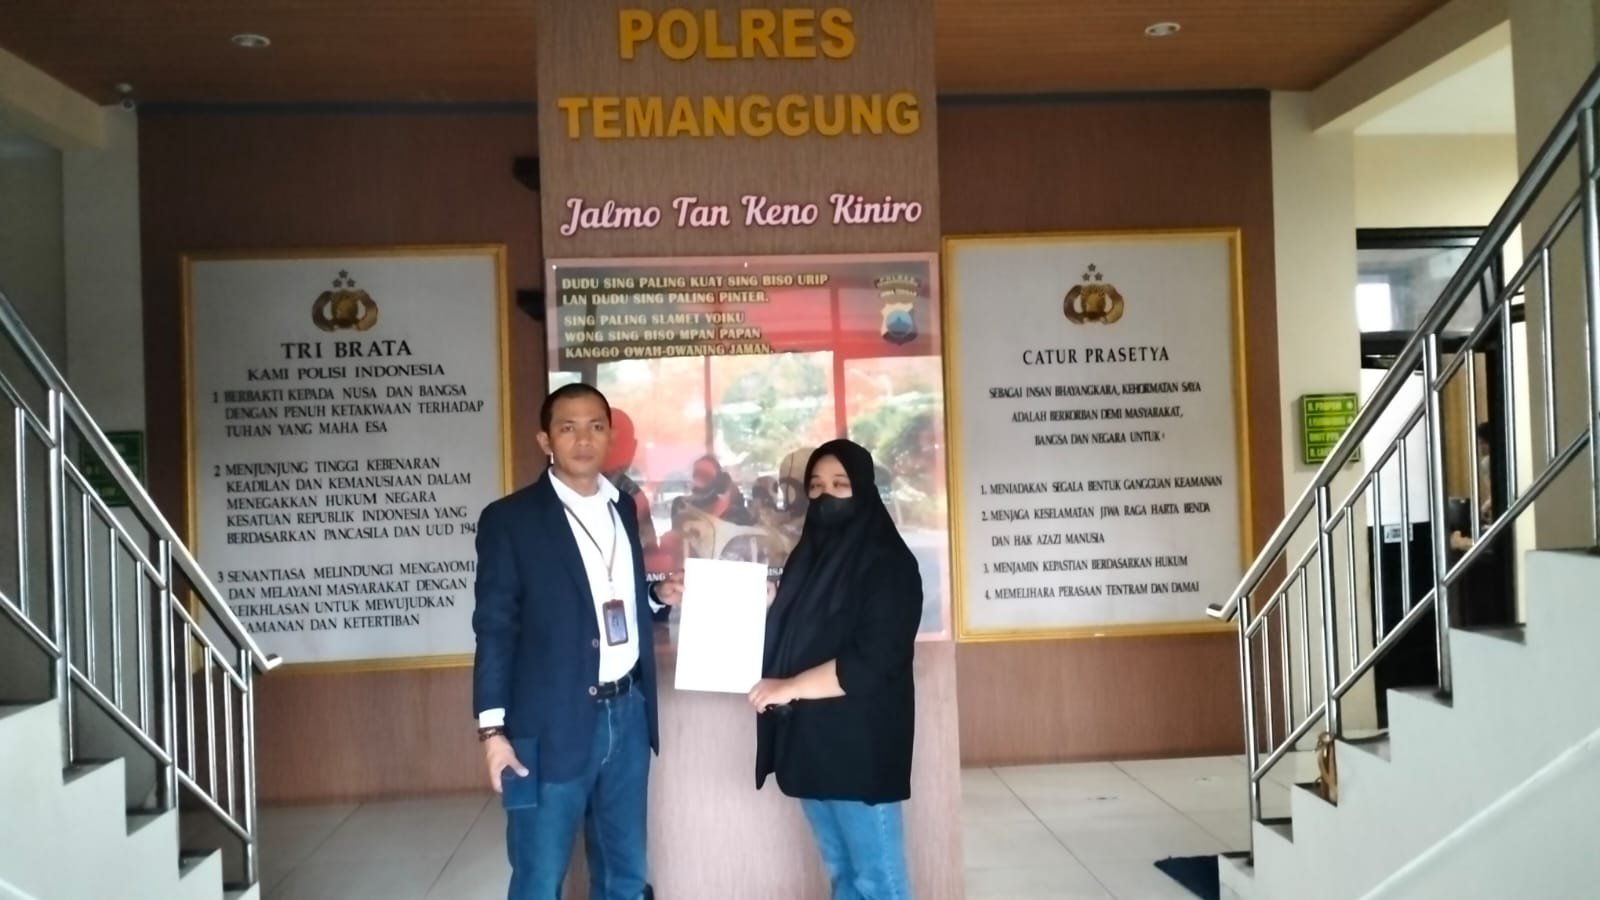 POLRES
TEMANGGUNG
Jalmo Tan Keno Kiniro
TRI BRATA
KAMI POLISI INDONESIA
1 BERBAKTI KEPADA NUSA DAN BANGSA
DENGAN PENUH KETAKWAAN TERHADAP
TUHAN YANG MAHA ESA
2 MENJUNJUNG TINGGI KEBENARAN
KEADILAN DAN KEMANUSIAAN DALAM
MENEGAKKAN HUKUM NEGARA
KESATUAN REPUBLIK INDONESIA YANG
BERDASARKAN PANCASILA DAN UUD 194
3 SENANTIASA MELINDUNGI MENGAYOMI
DAN MELAYANI MASYARAKAT DENGAN
KEIKHLASAN UNTUK MEWUJUDKAN
DAN KETERTIBAN
DUDU SING PALING KUAT SING BISO URIP
LAN DUDU SING PALING PINTER.
SING PALING SLAMET YOIKU
WONG SING BISO MPAN PAPAN
KANGGO OWAH-OWAHING JAMAN.
POLRES
CATUR PRASETYA
SEBAGAI INSAN BHAYANGKARA, KEHORMATAN SAYA
ADALAH BERKORBAN DEMI MASYARAKAT,
BANGSA DAN NEGARA UNTUK :
1. MENIADAKAN SEGALA BENTUK GANGGUAN KEAMANAN
2. MENJAGA KESELAMATAN JIWA RAGA HARTA BENDA
DAN HAK AZAZI MANUSIA
3. MENJAMIN KEPASTIAN BERDASARKAN HUKUM
4. MEMELIHARA PERASAAN TENTRAM DAN DAMAI